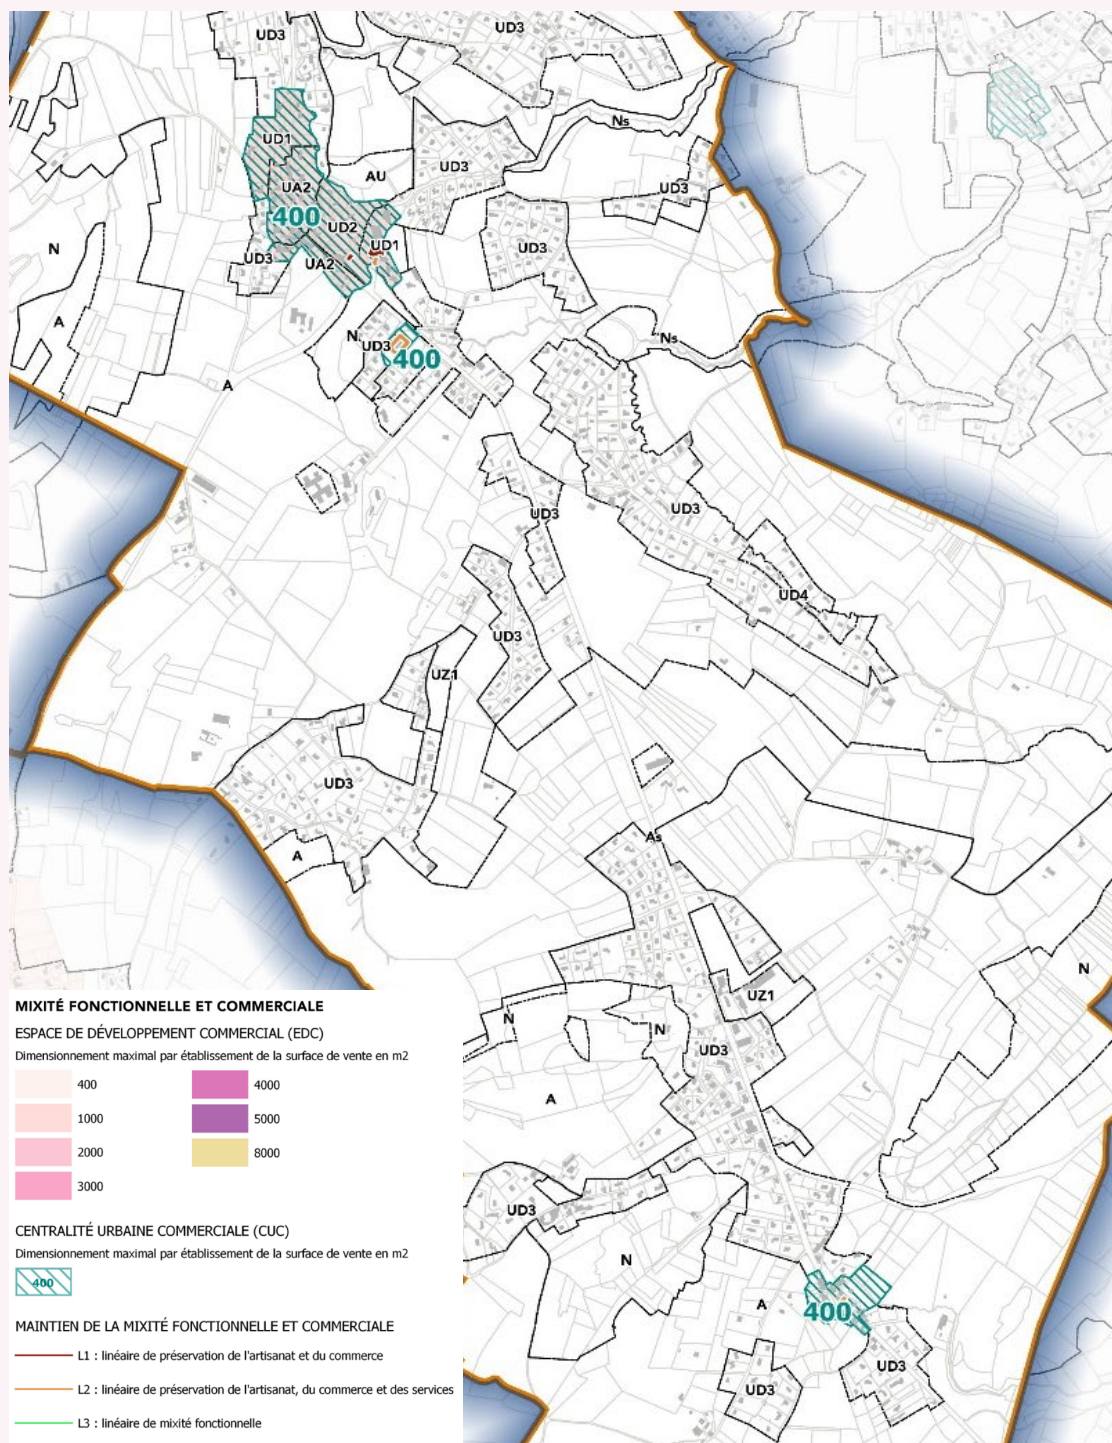 UD3
UD3
UD1
Ns
UD3
AU
UA2
UD3
400
UD2
UD1
UD3
N
UD3
UA2
A
N
Ns
UD3
400
A
UD3
UD3
UD4
UD3
UZ1
UD3
As
A
N
UZ1
N
N
UD3
A
UD3
N
A
400
UD3
UD3
MIXITÉ FONCTIONNELLE ET COMMERCIALE
ESPACE DE DÉVELOPPEMENT COMMERCIAL (EDC)
Dimensionnement maximal par établissement de la surface de vente en m2
400 4000
1000 5000
2000 8000
3000
CENTRALITÉ URBAINE COMMERCIALE (CUC)
Dimensionnement maximal par établissement de la surface de vente en m2
400
MAINTIEN DE LA MIXITÉ FONCTIONNELLE ET COMMERCIALE
L1 : linéaire de préservation de l'artisanat et du commerce
L2 : linéaire de préservation de l'artisanat, du commerce et des services
L3 : linéaire de mixité fonctionnelle